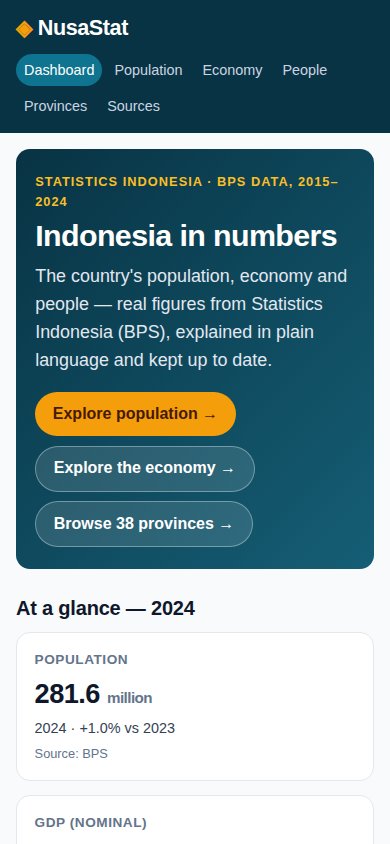 ◆ NusaStat
Dashboard Population Economy People
Provinces Sources
STATISTICS INDONESIA · BPS DATA, 2015–
2024
Indonesia in numbers
The country's population, economy and
people — real figures from Statistics
Indonesia (BPS), explained in plain
language and kept up to date.
Explore population →
Explore the economy →
Browse 38 provinces →
At a glance — 2024
POPULATION
281.6 million
2024 · +1.0% vs 2023
Source: BPS
GDP (NOMINAL)